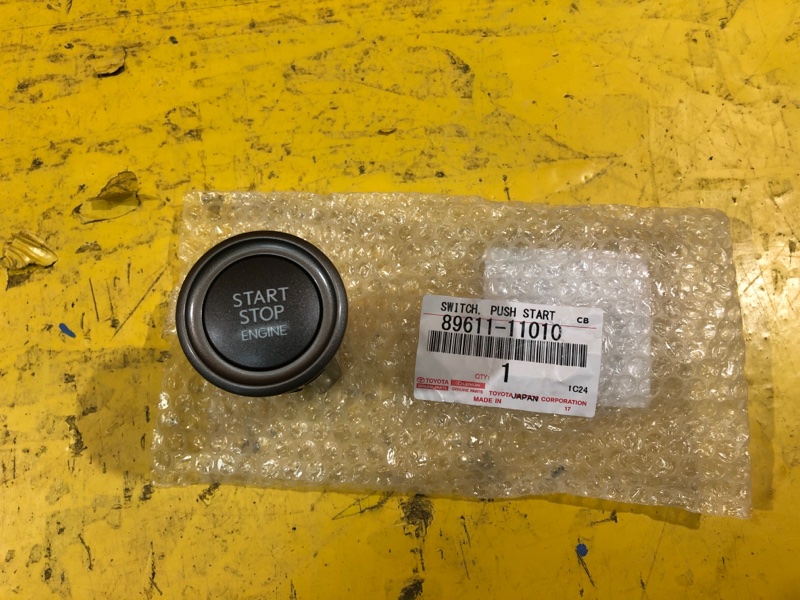 START
STOP
ENGINE
SWITCH, PUSH START
CB
89611-11010
QTY:
1
1C24
TOYOTA
GENUINE PARTS
TOYOTA JAPAN CORPORATION
MADE IN
17